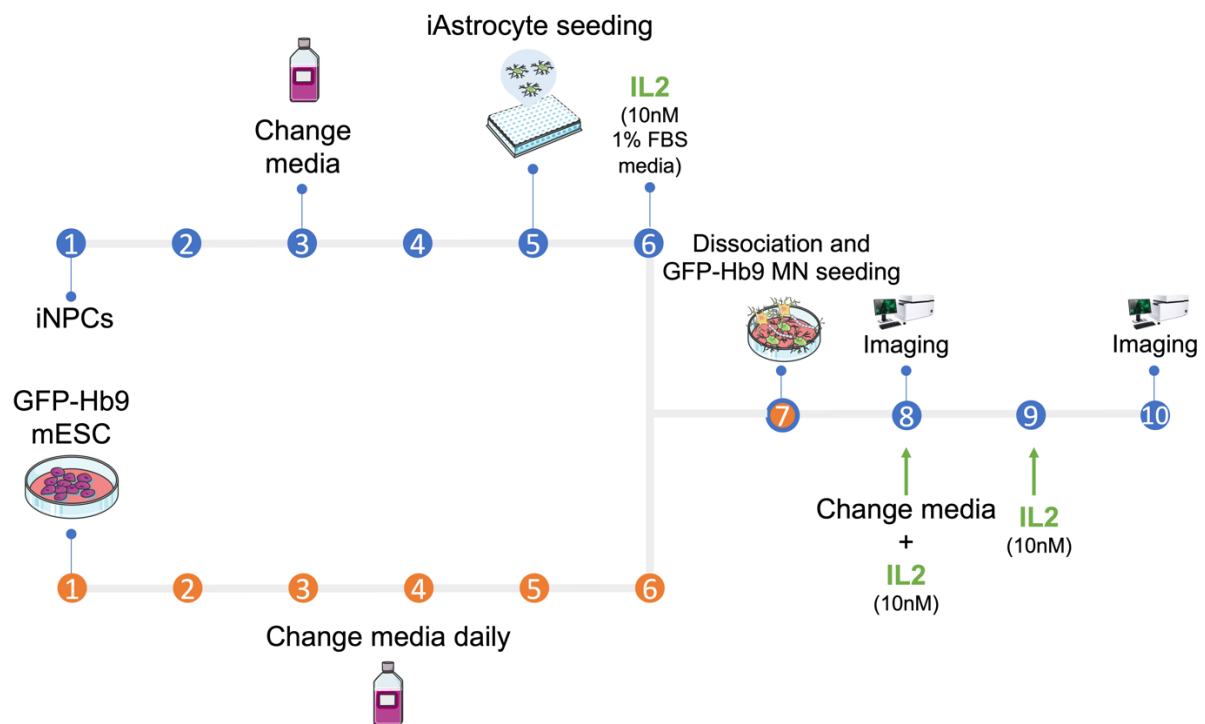 iAstrocyte seeding
IL2
(10nM
1% FBS
media)
Change
media
1
2
3
4
5
6
iNPCs
Dissociation and
GFP-Hb9 MN seeding
Imaging
Imaging
7
8
9
10
GFP-Hb9
mESC
Change media
+
IL2
(10nM)
IL2
(10nM)
1
2
3
4
5
6
Change media daily